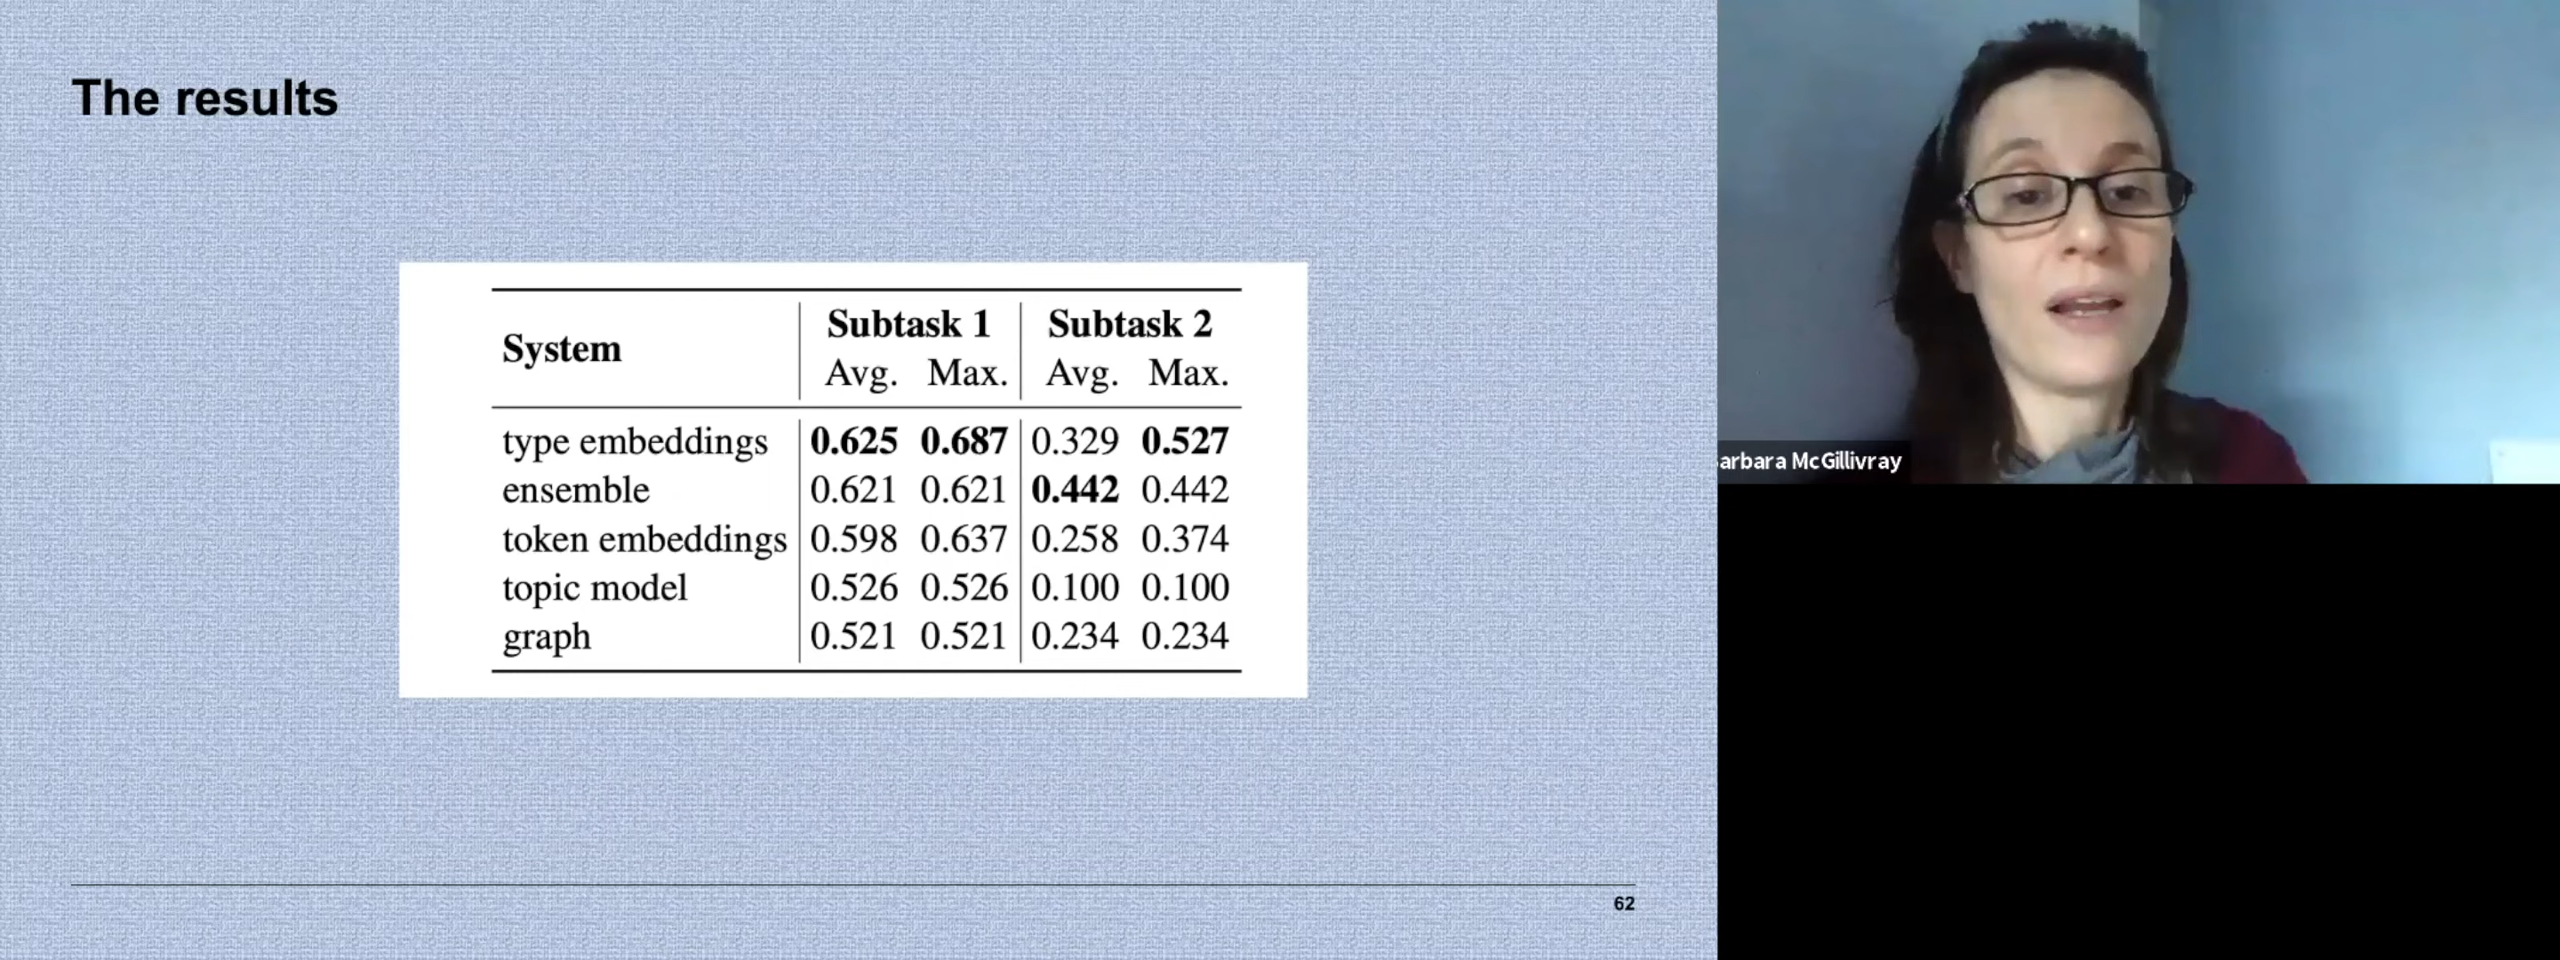 The results
System Subtask 1 Subtask 2
Avg. Max. Avg. Max.
type embeddings 0.625 0.687 0.329 0.527
ensemble 0.621 0.621 0.442 0.442
token embeddings 0.598 0.637 0.258 0.374
topic model 0.526 0.526 0.100 0.100
graph 0.521 0.521 0.234 0.234
62
arbara McGillivray